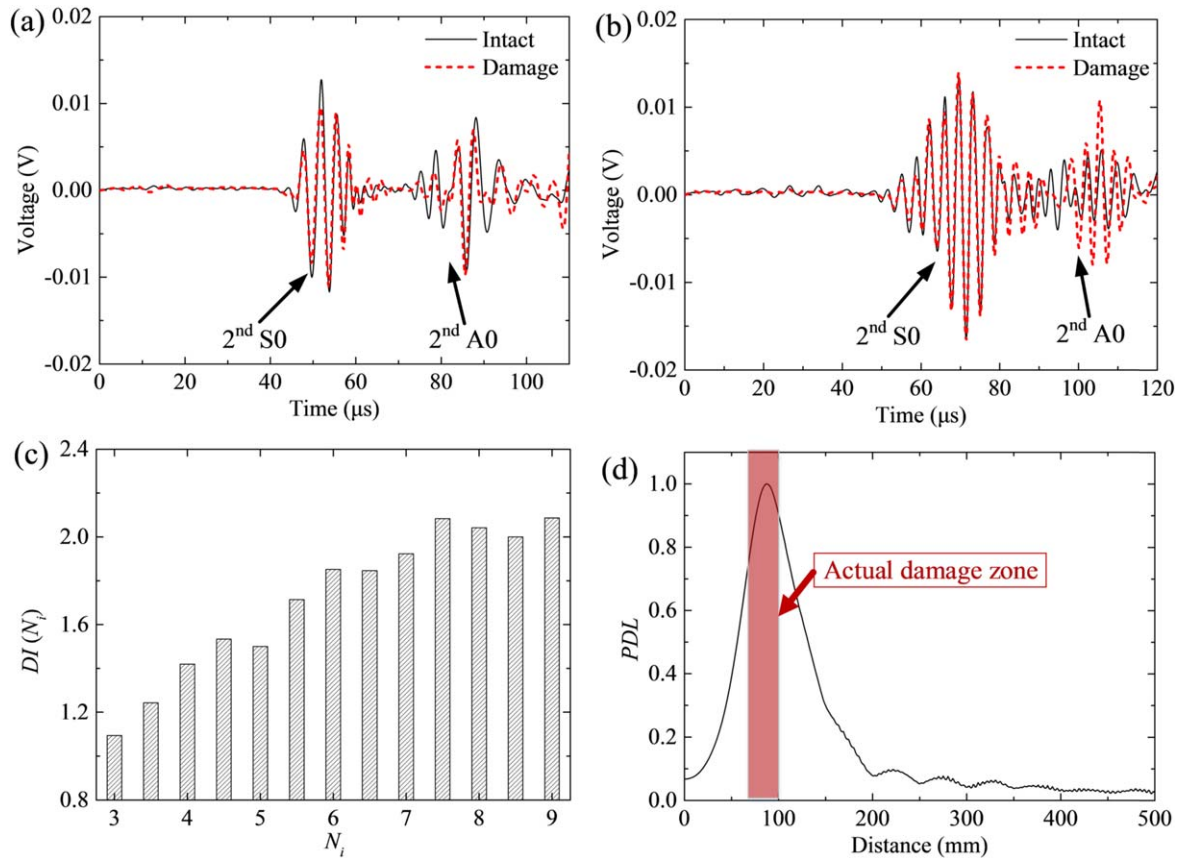 (a)
0.02
0.01
0.00
-0.01
-0.02
Voltage (V)
Intact
Damage
2nd S0
2nd A0
0 20 40 60 80 100
Time (μs)
(b)
0.02
0.01
0.00
-0.01
-0.02
Voltage (V)
Intact
Damage
2nd S0
2nd A0
0 20 40 60 80 100 120
Time (μs)
(c)
2.4
2.0
1.6
1.2
0.8
DI (Ni)
3 4 5 6 7 8 9
Ni
(d)
1.0
0.8
0.6
0.4
0.2
0.0
PDL
Actual damage zone
0 100 200 300 400 500
Distance (mm)